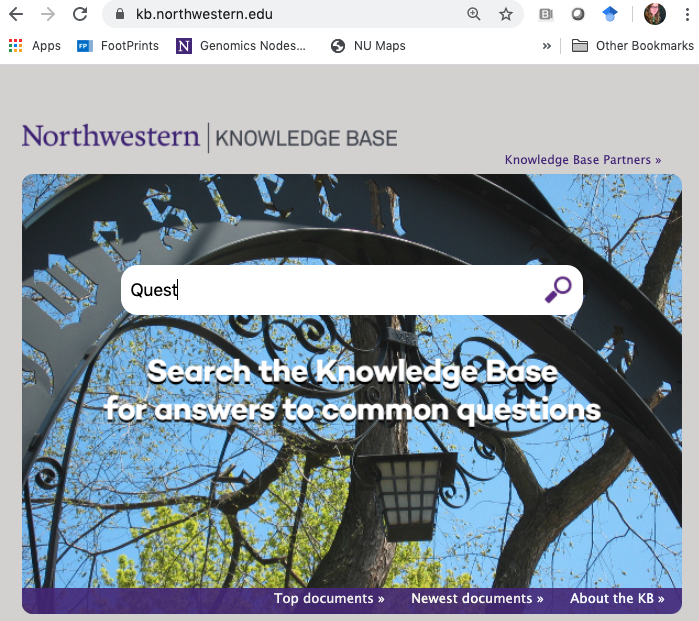 kb.northwestern.edu
Apps FootPrints Genomics Nodes... NU Maps » Other Bookmarks
Northwestern | KNOWLEDGE BASE
Knowledge Base Partners »
Quest
Search the Knowledge Base
for answers to common questions
Top documents » Newest documents » About the KB »